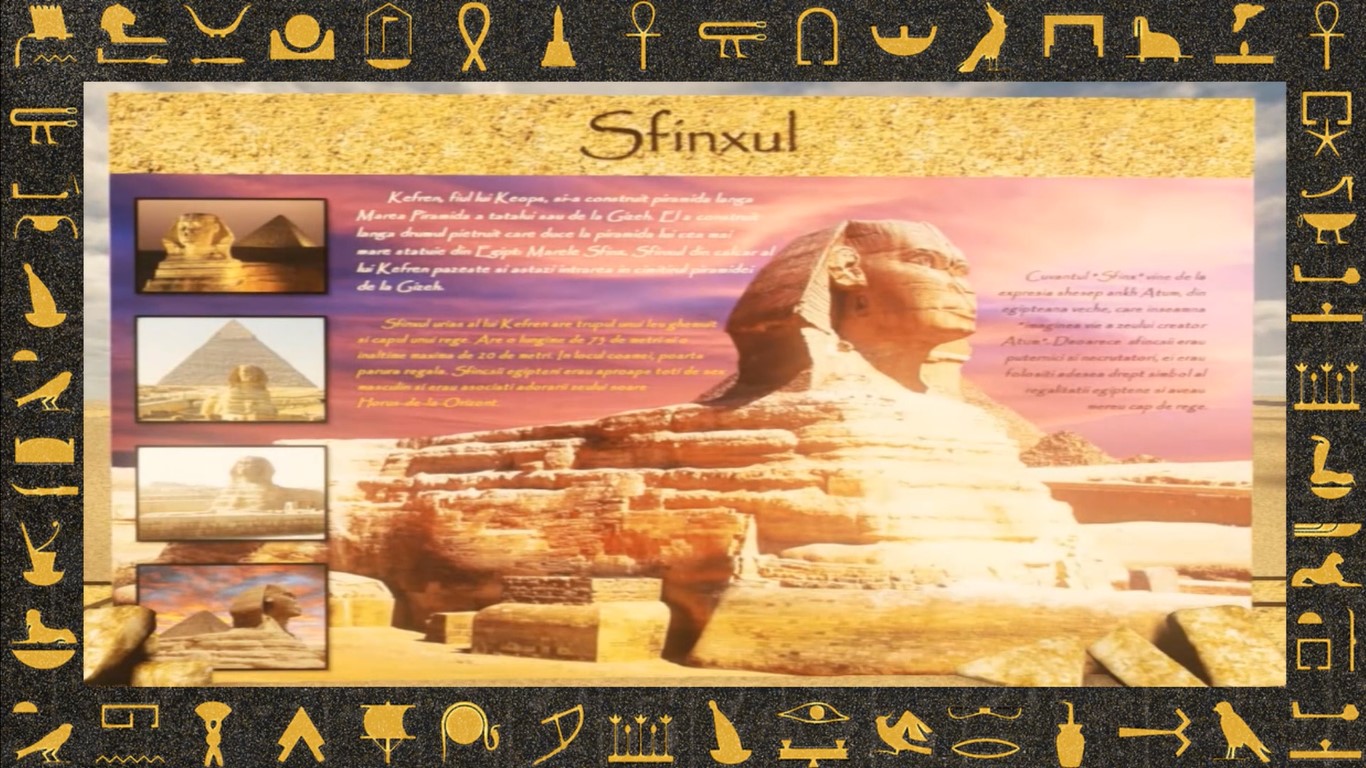 Sfinxul
Kefren, fiul lui Keops, si-a construit piramida langa
Marea Piramida a tatalui sau de la Gizeh. El a construit
langa drumul pietruit care duce la piramida lui cea mai
mare statuie din Egipt: Marele Sfinx. Sfinxul din calcar al
lui Kefren pazeste si astazi intrarea in cimitirul piramidei
de la Gizeh.
Sfinxul urias al lui Kefren are trupul unui leu ghemuit
si capul unui rege. Are o lungime de 73 de metri si o
inaltime maxima de 20 de metri. In locul coamei, poarta
panura regala. Sfincsii egipteni erau aproape toti de sex
masculin si erau asociati adorarii zeului soare
Horus-de-la-Orizont.
Cuvantul "Sfinx" vine de la
expresia shesep ankh Atum, din
egipteana veche, care inseamna
"imaginea vie a zeului creator
Atum". Deoarece sfincsii erau
puternici si necrutatori, ei erau
folositi adesea drept simbol al
regalitatii egiptene si aveau
mereu cap de rege.